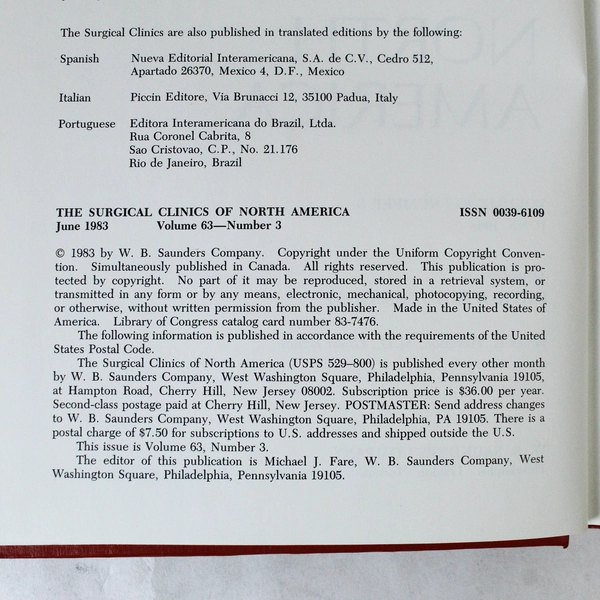 The Surgical Clinics are also published in translated editions by the following:
Spanish Nueva Editorial Interamericana, S.A. de C.V., Cedro 512,
Apartado 26370, Mexico 4, D.F., Mexico
Italian Piccin Editore, Via Brunacci 12, 35100 Padua, Italy
Portuguese Editora Interamericana do Brazil, Ltda.
Rua Coronel Cabrita, 8
Sao Cristovao, C.P., No. 21.176
Rio de Janeiro, Brazil
THE SURGICAL CLINICS OF NORTH AMERICA ISSN 0039-6109
June 1983 Volume 63—Number 3
© 1983 by W. B. Saunders Company. Copyright under the Uniform Copyright Conven-
tion. Simultaneously published in Canada. All rights reserved. This publication is pro-
tected by copyright. No part of it may be reproduced, stored in a retrieval system, or
transmitted in any form or by any means, electronic, mechanical, photocopying, recording,
or otherwise, without written permission from the publisher. Made in the United States of
America. Library of Congress catalog card number 83-7476.
The following information is published in accordance with the requirements of the United
States Postal Code.
The Surgical Clinics of North America (USPS 529–800) is published every other month
by W. B. Saunders Company, West Washington Square, Philadelphia, Pennsylvania 19105,
at Hampton Road, Cherry Hill, New Jersey 08002. Subscription price is $36.00 per year.
Second-class postage paid at Cherry Hill, New Jersey. POSTMASTER: Send address changes
to W. B. Saunders Company, West Washington Square, Philadelphia, PA 19105. There is a
postal charge of $7.50 for subscriptions to U.S. addresses and shipped outside the U.S.
This issue is Volume 63, Number 3.
The editor of this publication is Michael J. Fare, W. B. Saunders Company, West
Washington Square, Philadelphia, Pennsylvania 19105.